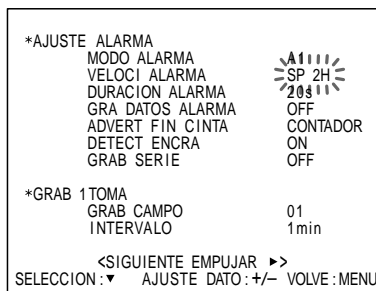 *AJUSTE ALARMA
MODO ALARMA A1
VELOCI ALARMA SP 2H
DURACION ALARMA 20s
GRA DATOS ALARMA OFF
ADVERT FIN CINTA CONTADOR
DETECT ENCRA ON
GRAB SERIE OFF
*GRAB 1TOMA
GRAB CAMPO 01
INTERVALO 1min
<SIGUIENTE EMPUJAR ►>
SELECCION:▼ AJUSTE DATO:+/− VOLVE:MENU